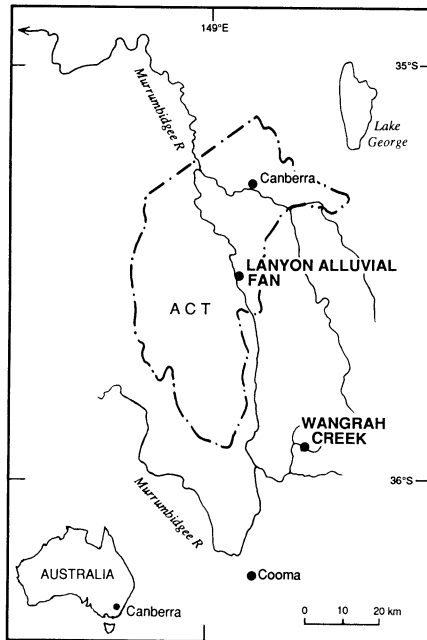 149°E
35°S
Murrumbidgee R
Lake
George
Canberra
LANYON ALLUVIAL
FAN
A C T
WANGRAH
CREEK
36°S
Murrumbidgee R
AUSTRALIA
Canberra
Cooma
0 10 20 km